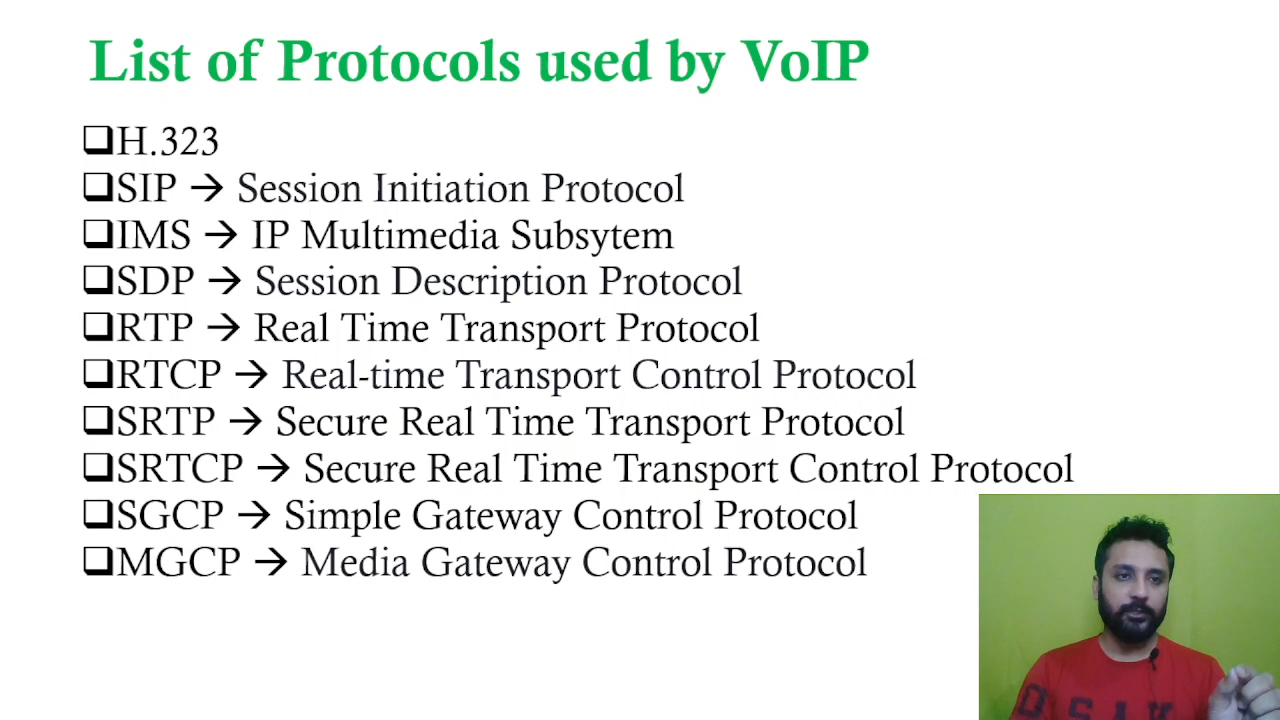 List of Protocols used by VoIP
❑H.323
❑SIP → Session Initiation Protocol
❑IMS → IP Multimedia Subsytem
❑SDP → Session Description Protocol
❑RTP → Real Time Transport Protocol
❑RTCP → Real-time Transport Control Protocol
❑SRTP → Secure Real Time Transport Protocol
❑SRTCP → Secure Real Time Transport Control Protocol
❑SGCP → Simple Gateway Control Protocol
❑MGCP → Media Gateway Control Protocol